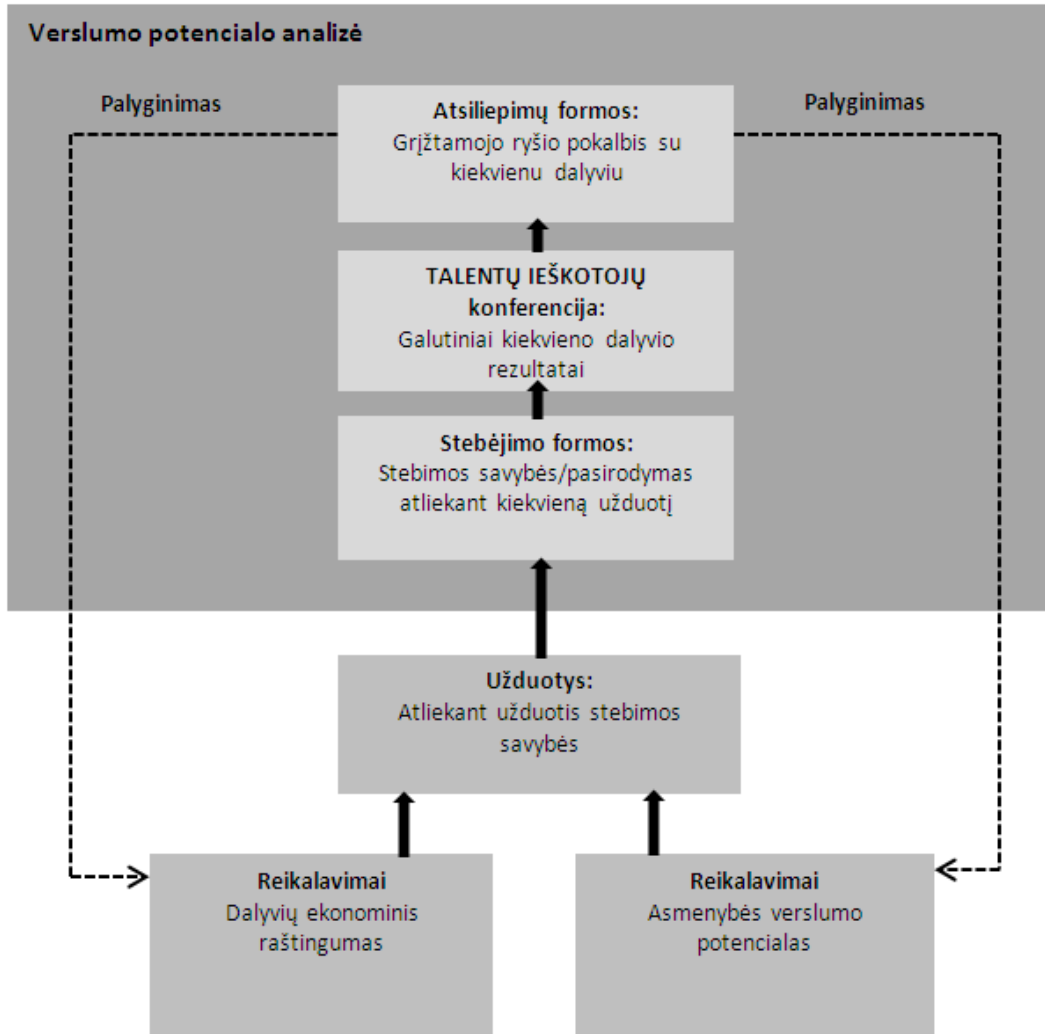 Verslumo potencialo analizė
Palyginimas
Palyginimas
Atsiliepimų formos:
Grįžtamojo ryšio pokalbis su
kiekvienu dalyviu
TALENTŲ IEŠKOTOJŲ
konferencija:
Galutiniai kiekvieno dalyvio
rezultatai
Stebėjimo formos:
Stebimos savybės/pasirodymas
atliekant kiekvieną užduotį
Užduotys:
Atliekant užduotis stebimos
savybės
Reikalavimai
Dalyvių ekonominis
raštingumas
Reikalavimai
Asmenybės verslumo
potencialas